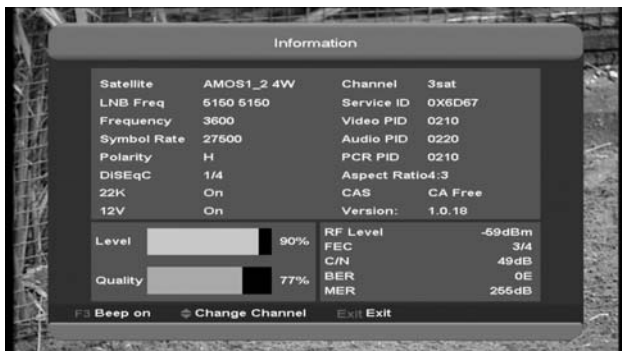 Information
Satellite AMOS1_2 4W
LNB Freq 5150 5150
Frequency 3600
Symbol Rate 27500
Polarity H
DiSEqC 1/4
22K On
12V On
Channel 3sat
Service ID 0X6D67
Video PID 0210
Audio PID 0220
PCR PID 0210
Aspect Ratio4:3
CAS CA Free
Version: 1.0.18
Level 90%
Quality 77%
RF Level -59dBm
FEC 3/4
C/N 49dB
BER 0E
MER 255dB
F3 Beep on Change Channel Exit Exit